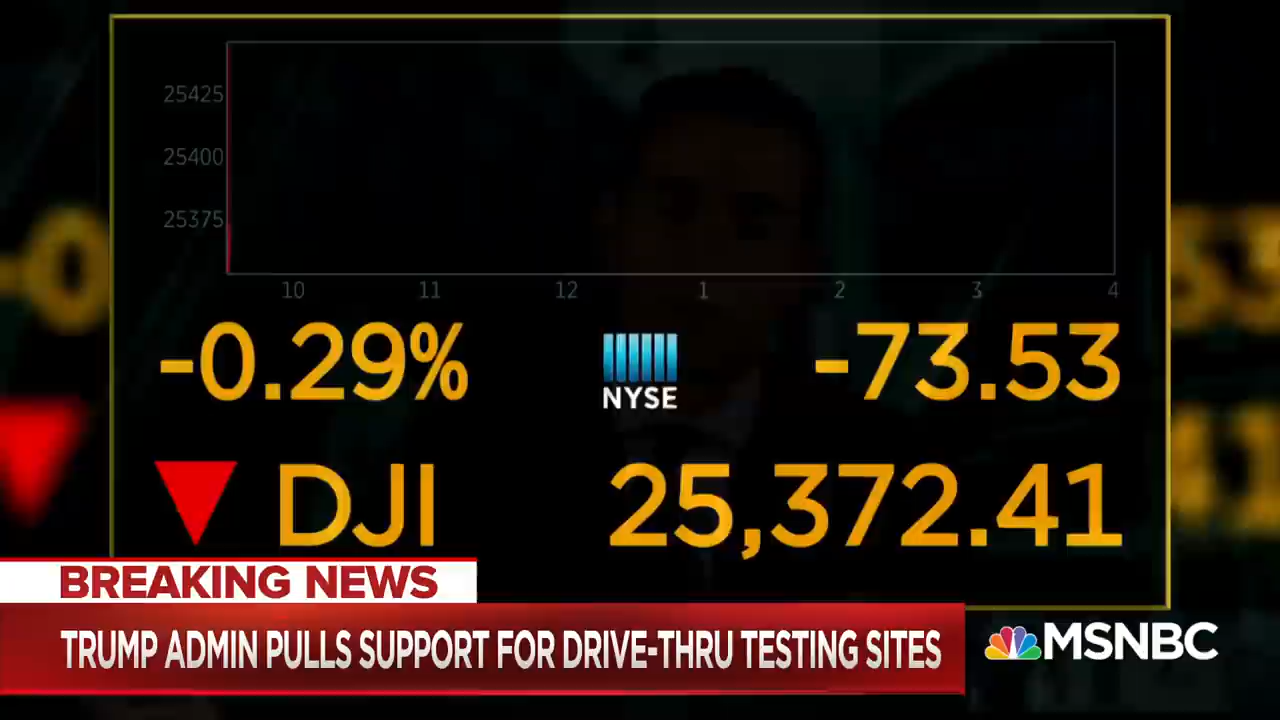 25425
25400
25375
10 11 12 1 2 3 4
-0.29% NYSE -73.53
DJI 25,372.41
BREAKING NEWS
TRUMP ADMIN PULLS SUPPORT FOR DRIVE-THRU TESTING SITES
MSNBC